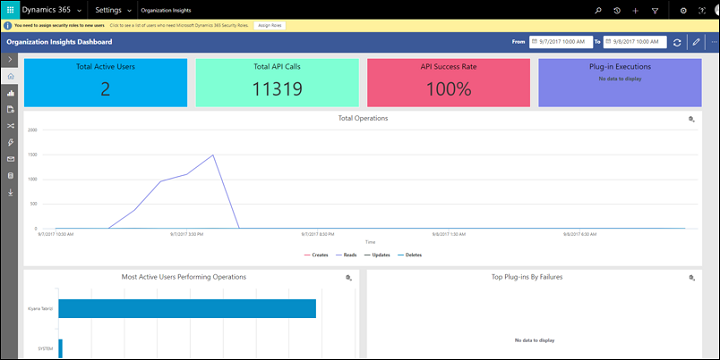 Dynamics 365
Settings
Organization Insights
You need to assign security roles to new users Click to see a list of users who need Microsoft Dynamics 365 Security Roles. Assign Roles
Organization Insights Dashboard
From 9/7/2017 10:00 AM To 9/8/2017 10:00 AM
Total Active Users
2
Total API Calls
11319
API Success Rate
100%
Plug-in Executions
No data to display
Total Operations
2000
1500
1000
500
0
9/7/2017 10:30 AM 9/7/2017 3:30 PM 9/7/2017 8:30 PM 9/8/2017 1:30 AM 9/8/2017 6:30 AM
Time
Creates Reads Updates Deletes
Most Active Users Performing Operations
SYSTEM
Top Plug-ins By Failures
No data to display